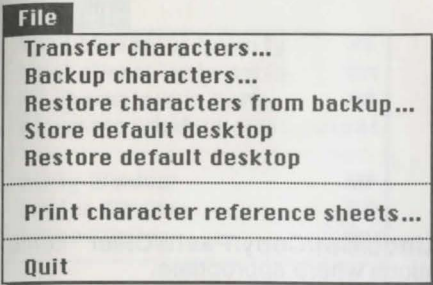 File
Transfer characters...
Backup characters...
Restore characters from backup...
Store default desktop
Restore default desktop
Print character reference sheets...
Quit